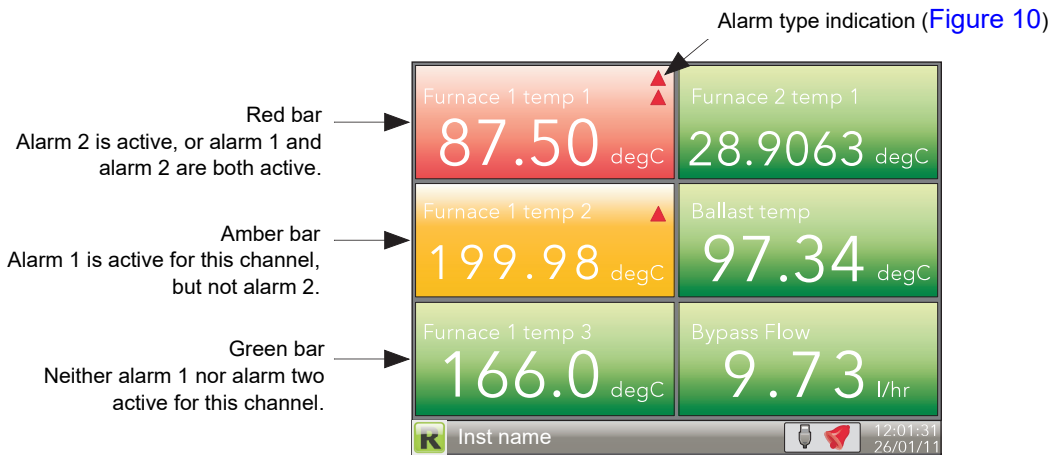 Alarm type indication (Figure 10)
Red bar
Alarm 2 is active, or alarm 1 and
alarm 2 are both active.
Amber bar
Alarm 1 is active for this channel,
but not alarm 2.
Green bar
Neither alarm 1 nor alarm two
active for this channel.
Furnace 1 temp 1
87.50 degC
Furnace 2 temp 1
28.9063 degC
Furnace 1 temp 2
199.98 degC
Ballast temp
97.34 degC
Furnace 1 temp 3
166.0 degC
Bypass Flow
9.73 l/hr
R Inst name
12:01:31
26/01/11